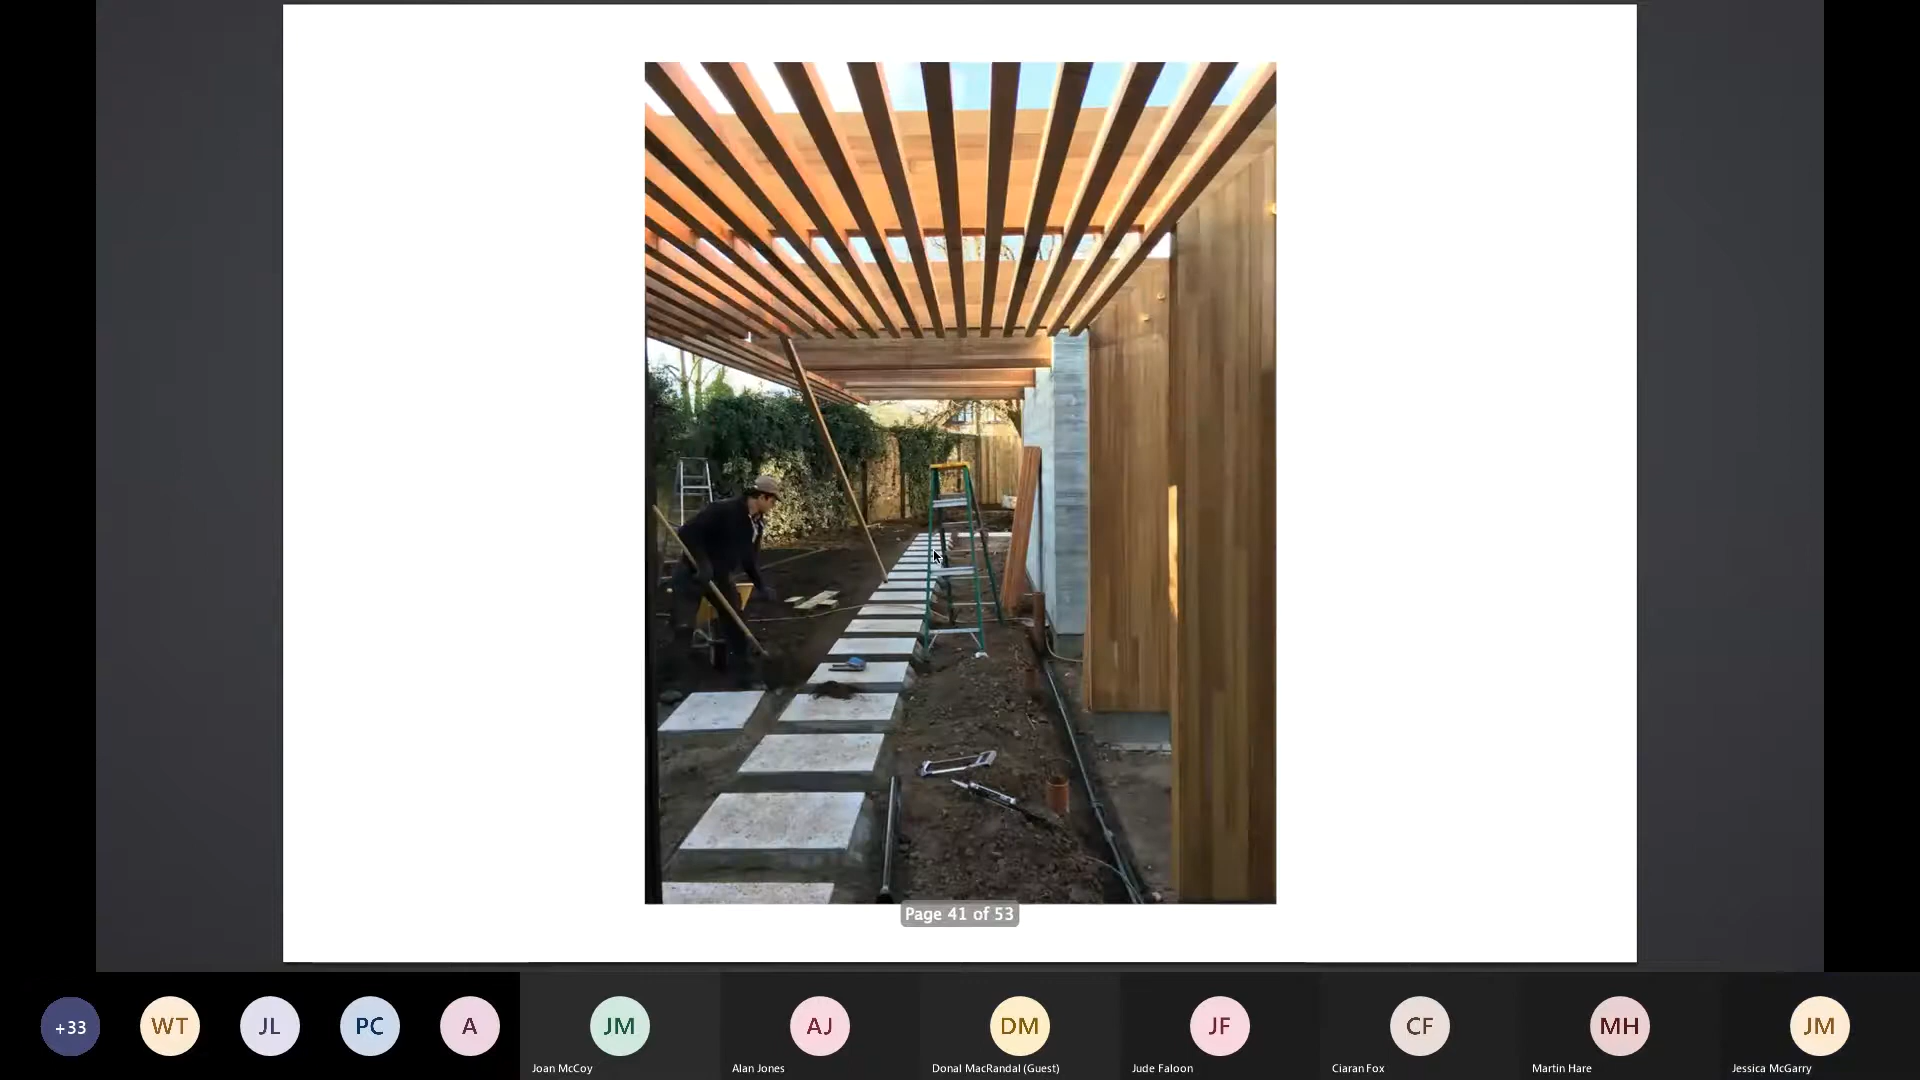 Page 41 of 53
+33
WT
JL
PC
A
JM
AJ
DM
JF
CF
MH
JM
Joan McCoy
Alan Jones
Donal MacRandal (Guest)
Jude Faloon
Ciaran Fox
Martin Hare
Jessica McGarry